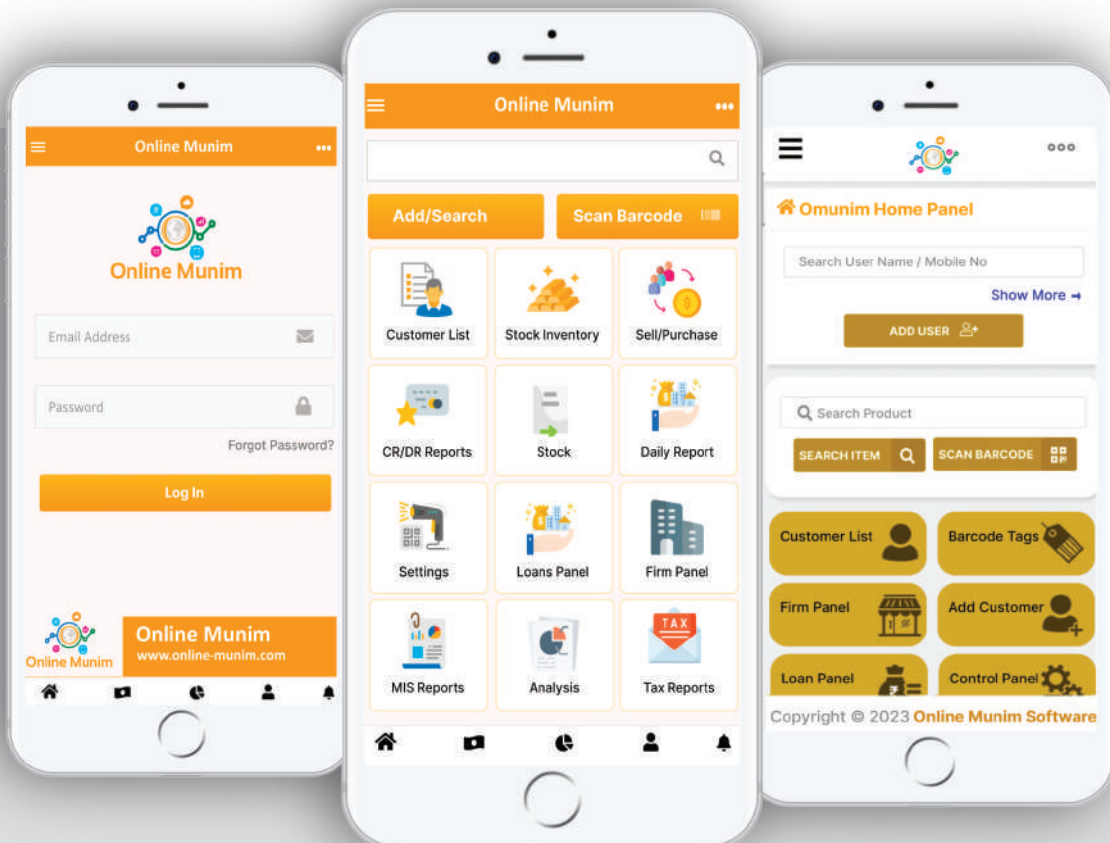 Online Munim
Online Munim
Email Address
Password
Forgot Password?
Log In
Online Munim
Online Munim
www.online-munim.com
Online Munim
Add/Search
Scan Barcode
Customer List
Stock Inventory
Sell/Purchase
CR/DR Reports
Stock
Daily Report
Settings
Loans Panel
Firm Panel
TAX
MIS Reports
Analysis
Tax Reports
Omunim Home Panel
Search User Name / Mobile No
Show More →
ADD USER
Search Product
SEARCH ITEM
SCAN BARCODE
Customer List
Barcode Tags
Firm Panel
Add Customer
Loan Panel
Control Panel
Copyright © 2023 Online Munim Software